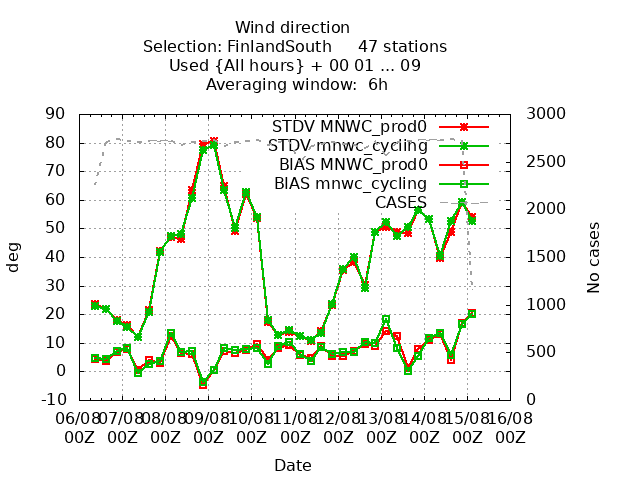 Wind direction
Selection: FinlandSouth 47 stations
Used {All hours} + 00 01 ... 09
Averaging window: 6h
90 3000
80 2500
70
60 2000
50
40 1500
30
20 1000
10 500
0
-10 0
STDV MNWC_prod0
STDV mnwc_cycling
BIAS MNWC_prod0
BIAS mnwc_cycling
CASES
deg
No cases
06/08 07/08 08/08 09/08 10/08 11/08 12/08 13/08 14/08 15/08 16/08
00Z 00Z 00Z 00Z 00Z 00Z 00Z 00Z 00Z 00Z 00Z
Date